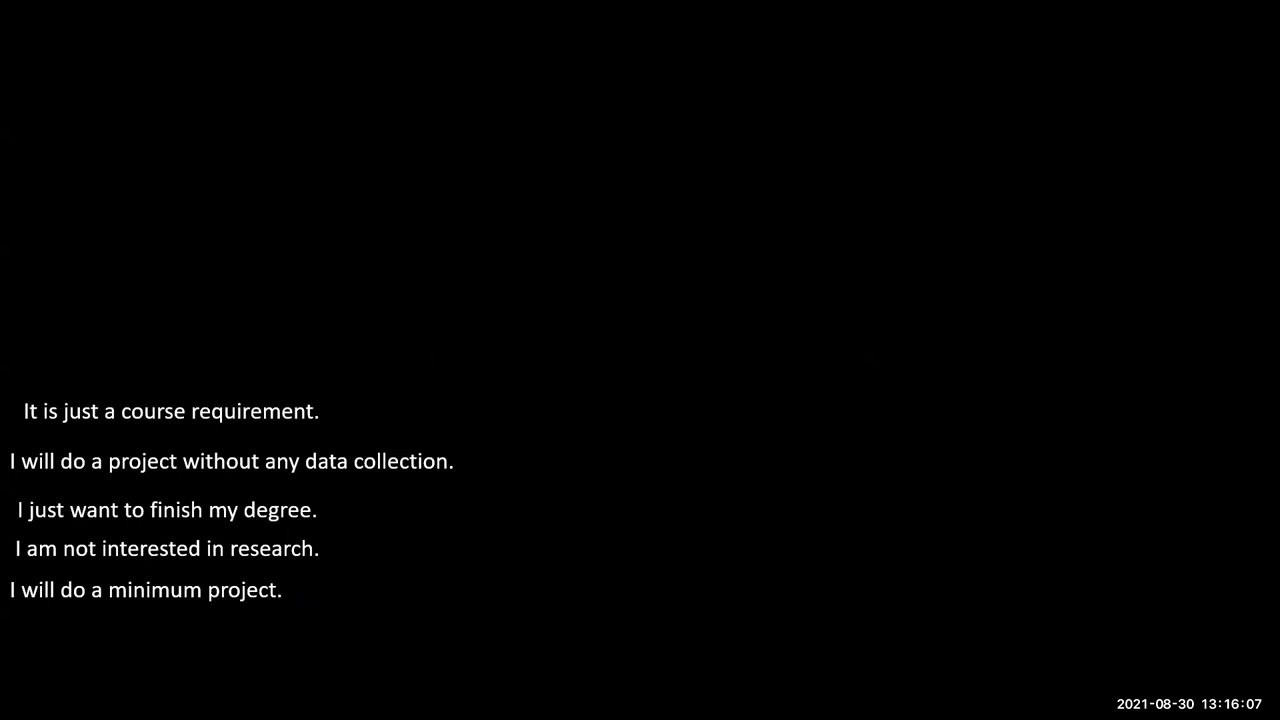 It is just a course requirement.
I will do a project without any data collection.
I just want to finish my degree.
I am not interested in research.
I will do a minimum project.
2021-08-30 13:16:07